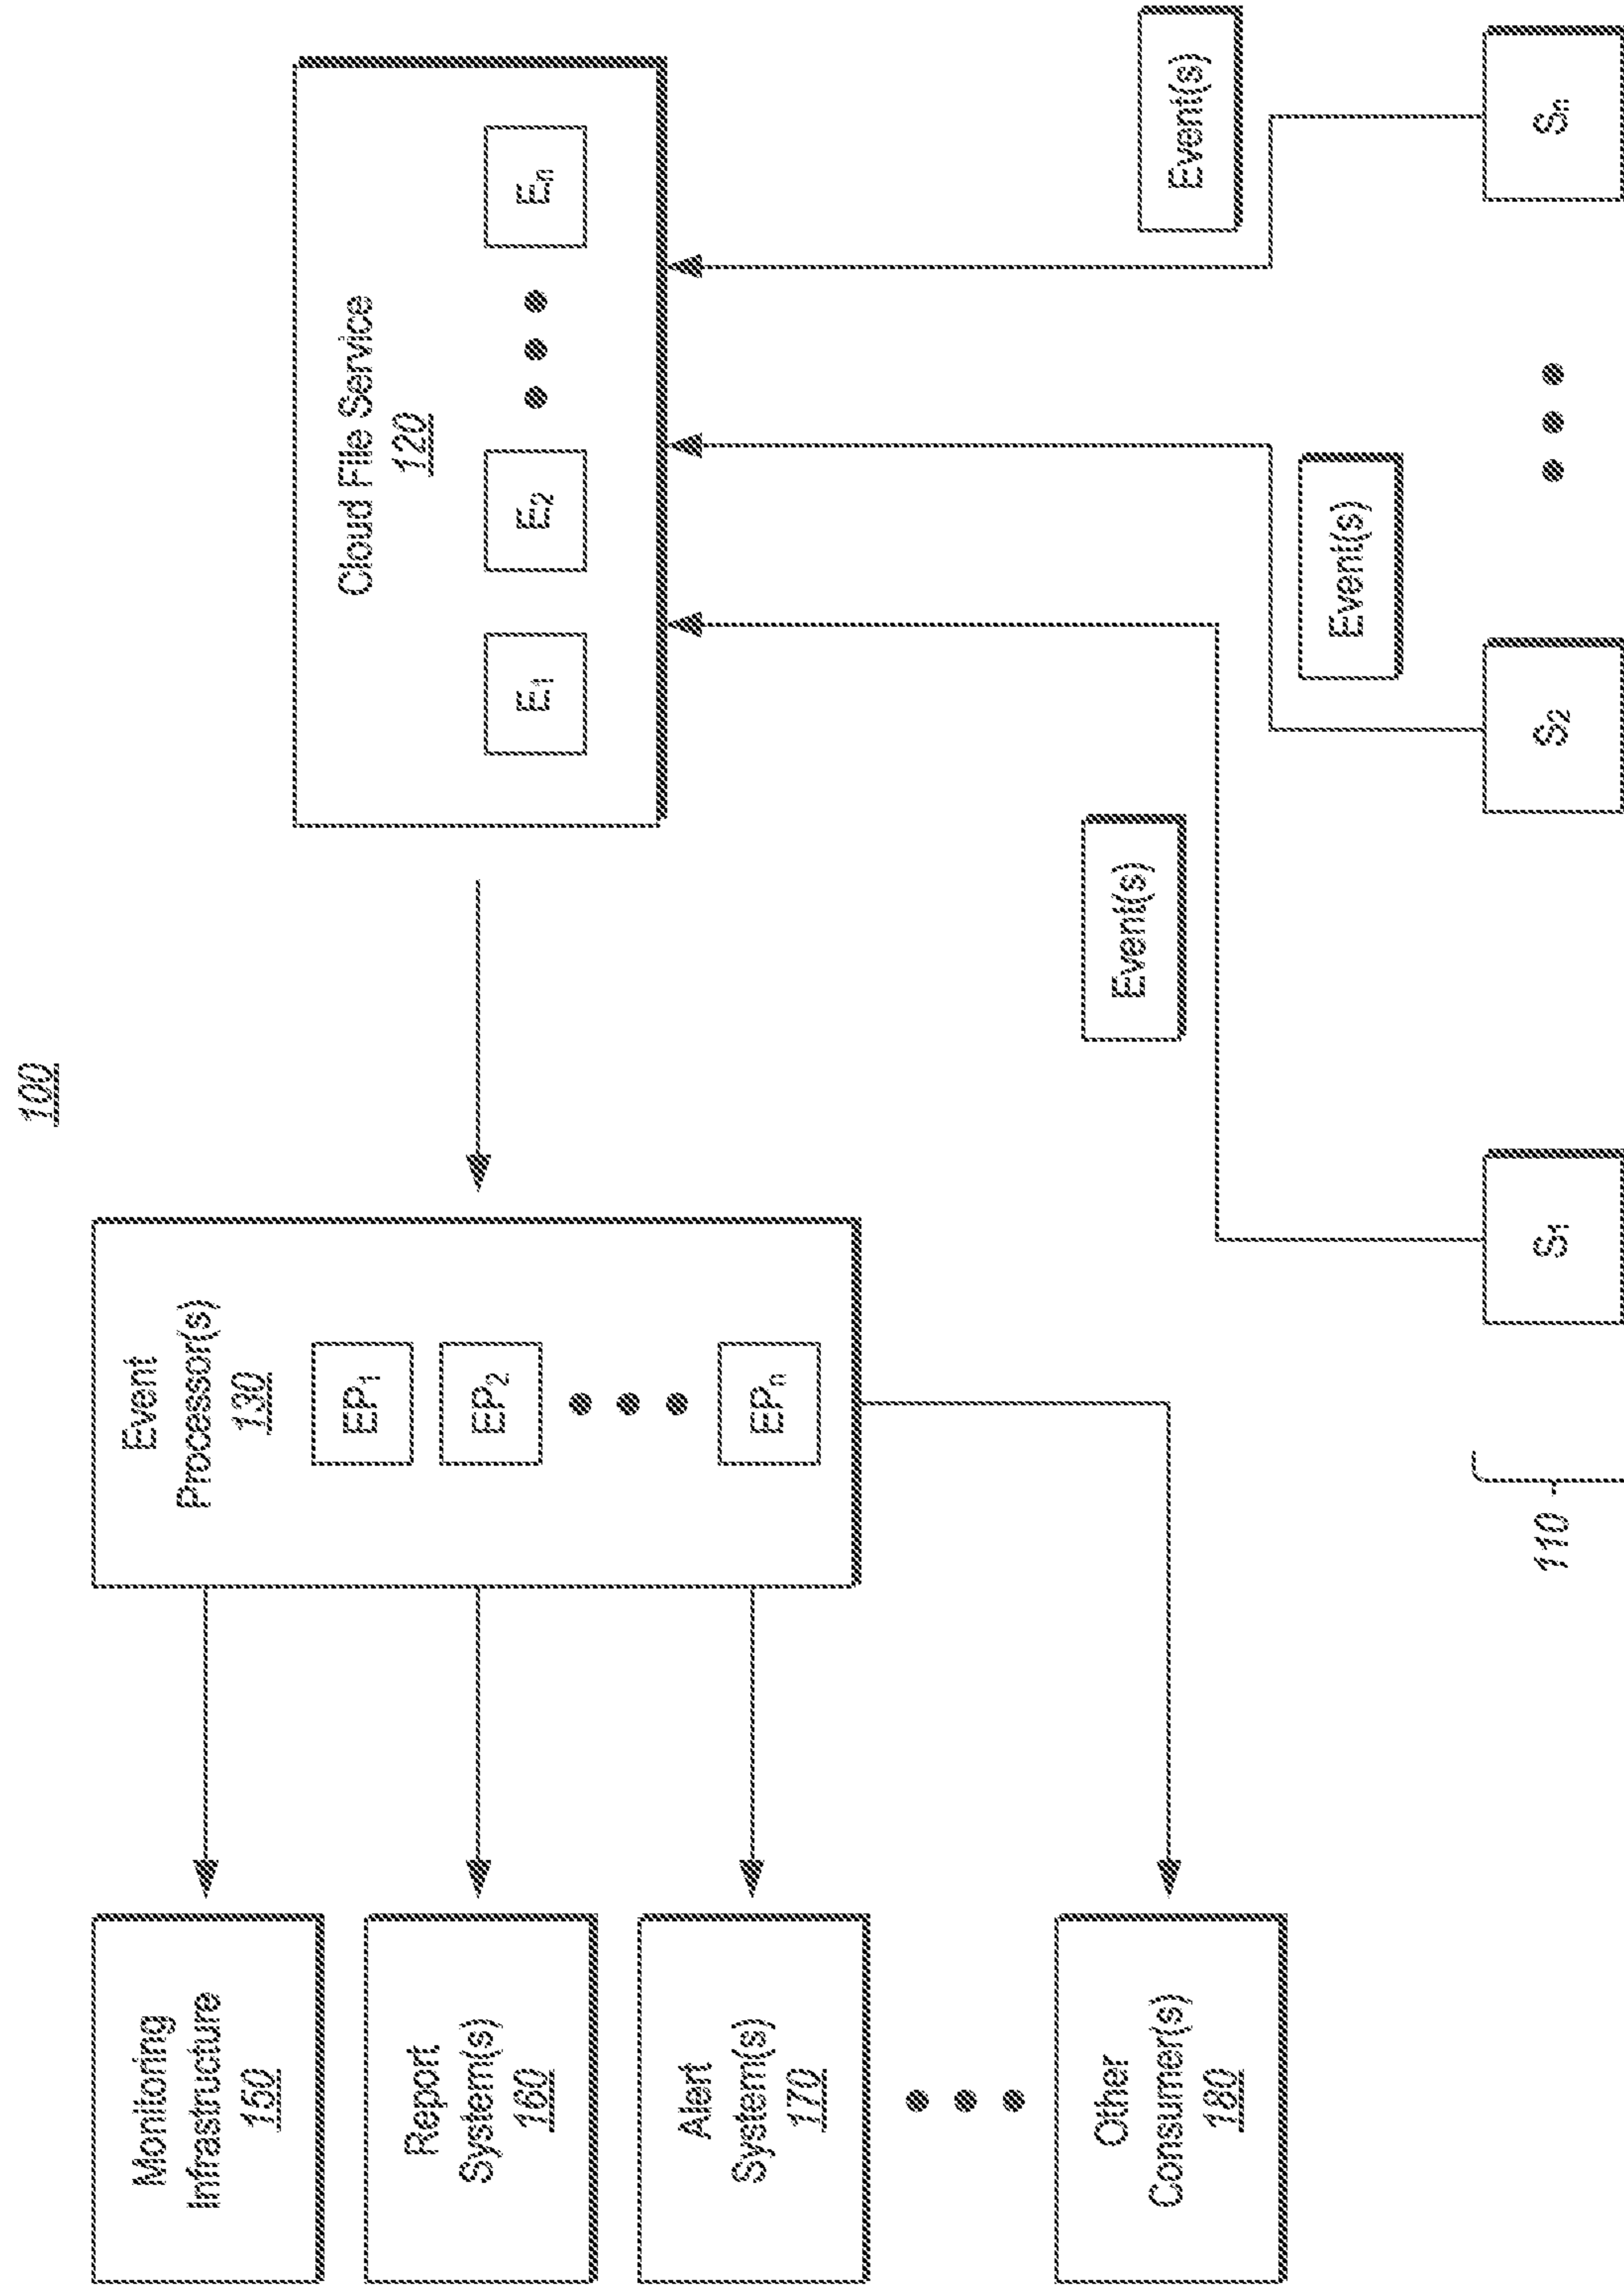 100
Monitoring
Infrastructure
150
Report
System(s)
160
Alert
System(s)
170
Other
Consumer(s)
180
Event
Processor(s)
130
EP1
EP2
EPn
Cloud File Service
120
E1
E2
En
Event(s)
Event(s)
Event(s)
110
S1
S2
Sn